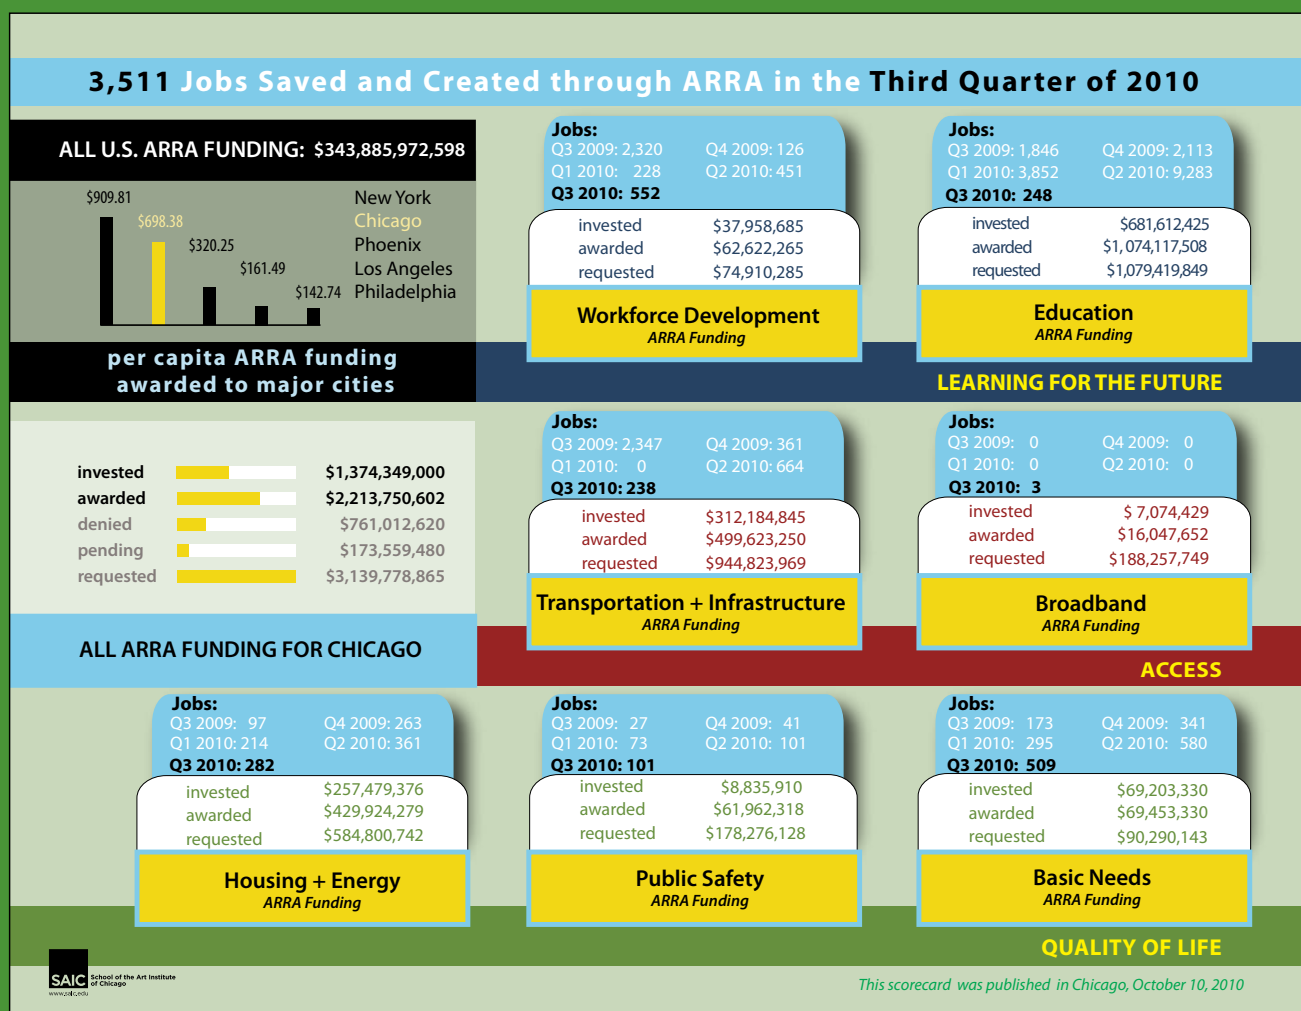 3,511 Jobs Saved and Created through ARRA in the Third Quarter of 2010
ALL U.S. ARRA FUNDING: $343,885,972,598
$909.81
$698.38
$320.25
$161.49
$142.74
New York
Chicago
Phoenix
Los Angeles
Philadelphia
per capita ARRA funding
awarded to major cities
Jobs:
Q3 2009: 2,320 Q4 2009: 126
Q1 2010: 228 Q2 2010: 451
Q3 2010: 552
invested $37,958,685
awarded $62,622,265
requested $74,910,285
Workforce Development
ARRA Funding
Jobs:
Q3 2009: 1,846 Q4 2009: 2,113
Q1 2010: 3,852 Q2 2010: 9,283
Q3 2010: 248
invested $681,612,425
awarded $1,074,117,508
requested $1,079,419,849
Education
ARRA Funding
LEARNING FOR THE FUTURE
invested $1,374,349,000
awarded $2,213,750,602
denied $761,012,620
pending $173,559,480
requested $3,139,778,865
ALL ARRA FUNDING FOR CHICAGO
Jobs:
Q3 2009: 2,347 Q4 2009: 361
Q1 2010: 0 Q2 2010: 664
Q3 2010: 238
invested $312,184,845
awarded $499,623,250
requested $944,823,969
Transportation + Infrastructure
ARRA Funding
Jobs:
Q3 2009: 0 Q4 2009: 0
Q1 2010: 0 Q2 2010: 0
Q3 2010: 3
invested $ 7,074,429
awarded $16,047,652
requested $188,257,749
Broadband
ARRA Funding
ACCESS
Jobs:
Q3 2009: 97 Q4 2009: 263
Q1 2010: 214 Q2 2010: 361
Q3 2010: 282
invested $257,479,376
awarded $429,924,279
requested $584,800,742
Housing + Energy
ARRA Funding
Jobs:
Q3 2009: 27 Q4 2009: 41
Q1 2010: 73 Q2 2010: 101
Q3 2010: 101
invested $8,835,910
awarded $61,962,318
requested $178,276,128
Public Safety
ARRA Funding
Jobs:
Q3 2009: 173 Q4 2009: 341
Q1 2010: 295 Q2 2010: 580
Q3 2010: 509
invested $69,203,330
awarded $69,453,330
requested $90,290,143
Basic Needs
ARRA Funding
QUALITY OF LIFE
SAIC School of the Art Institute
of Chicago
www.saic.edu
This scorecard was published in Chicago, October 10, 2010